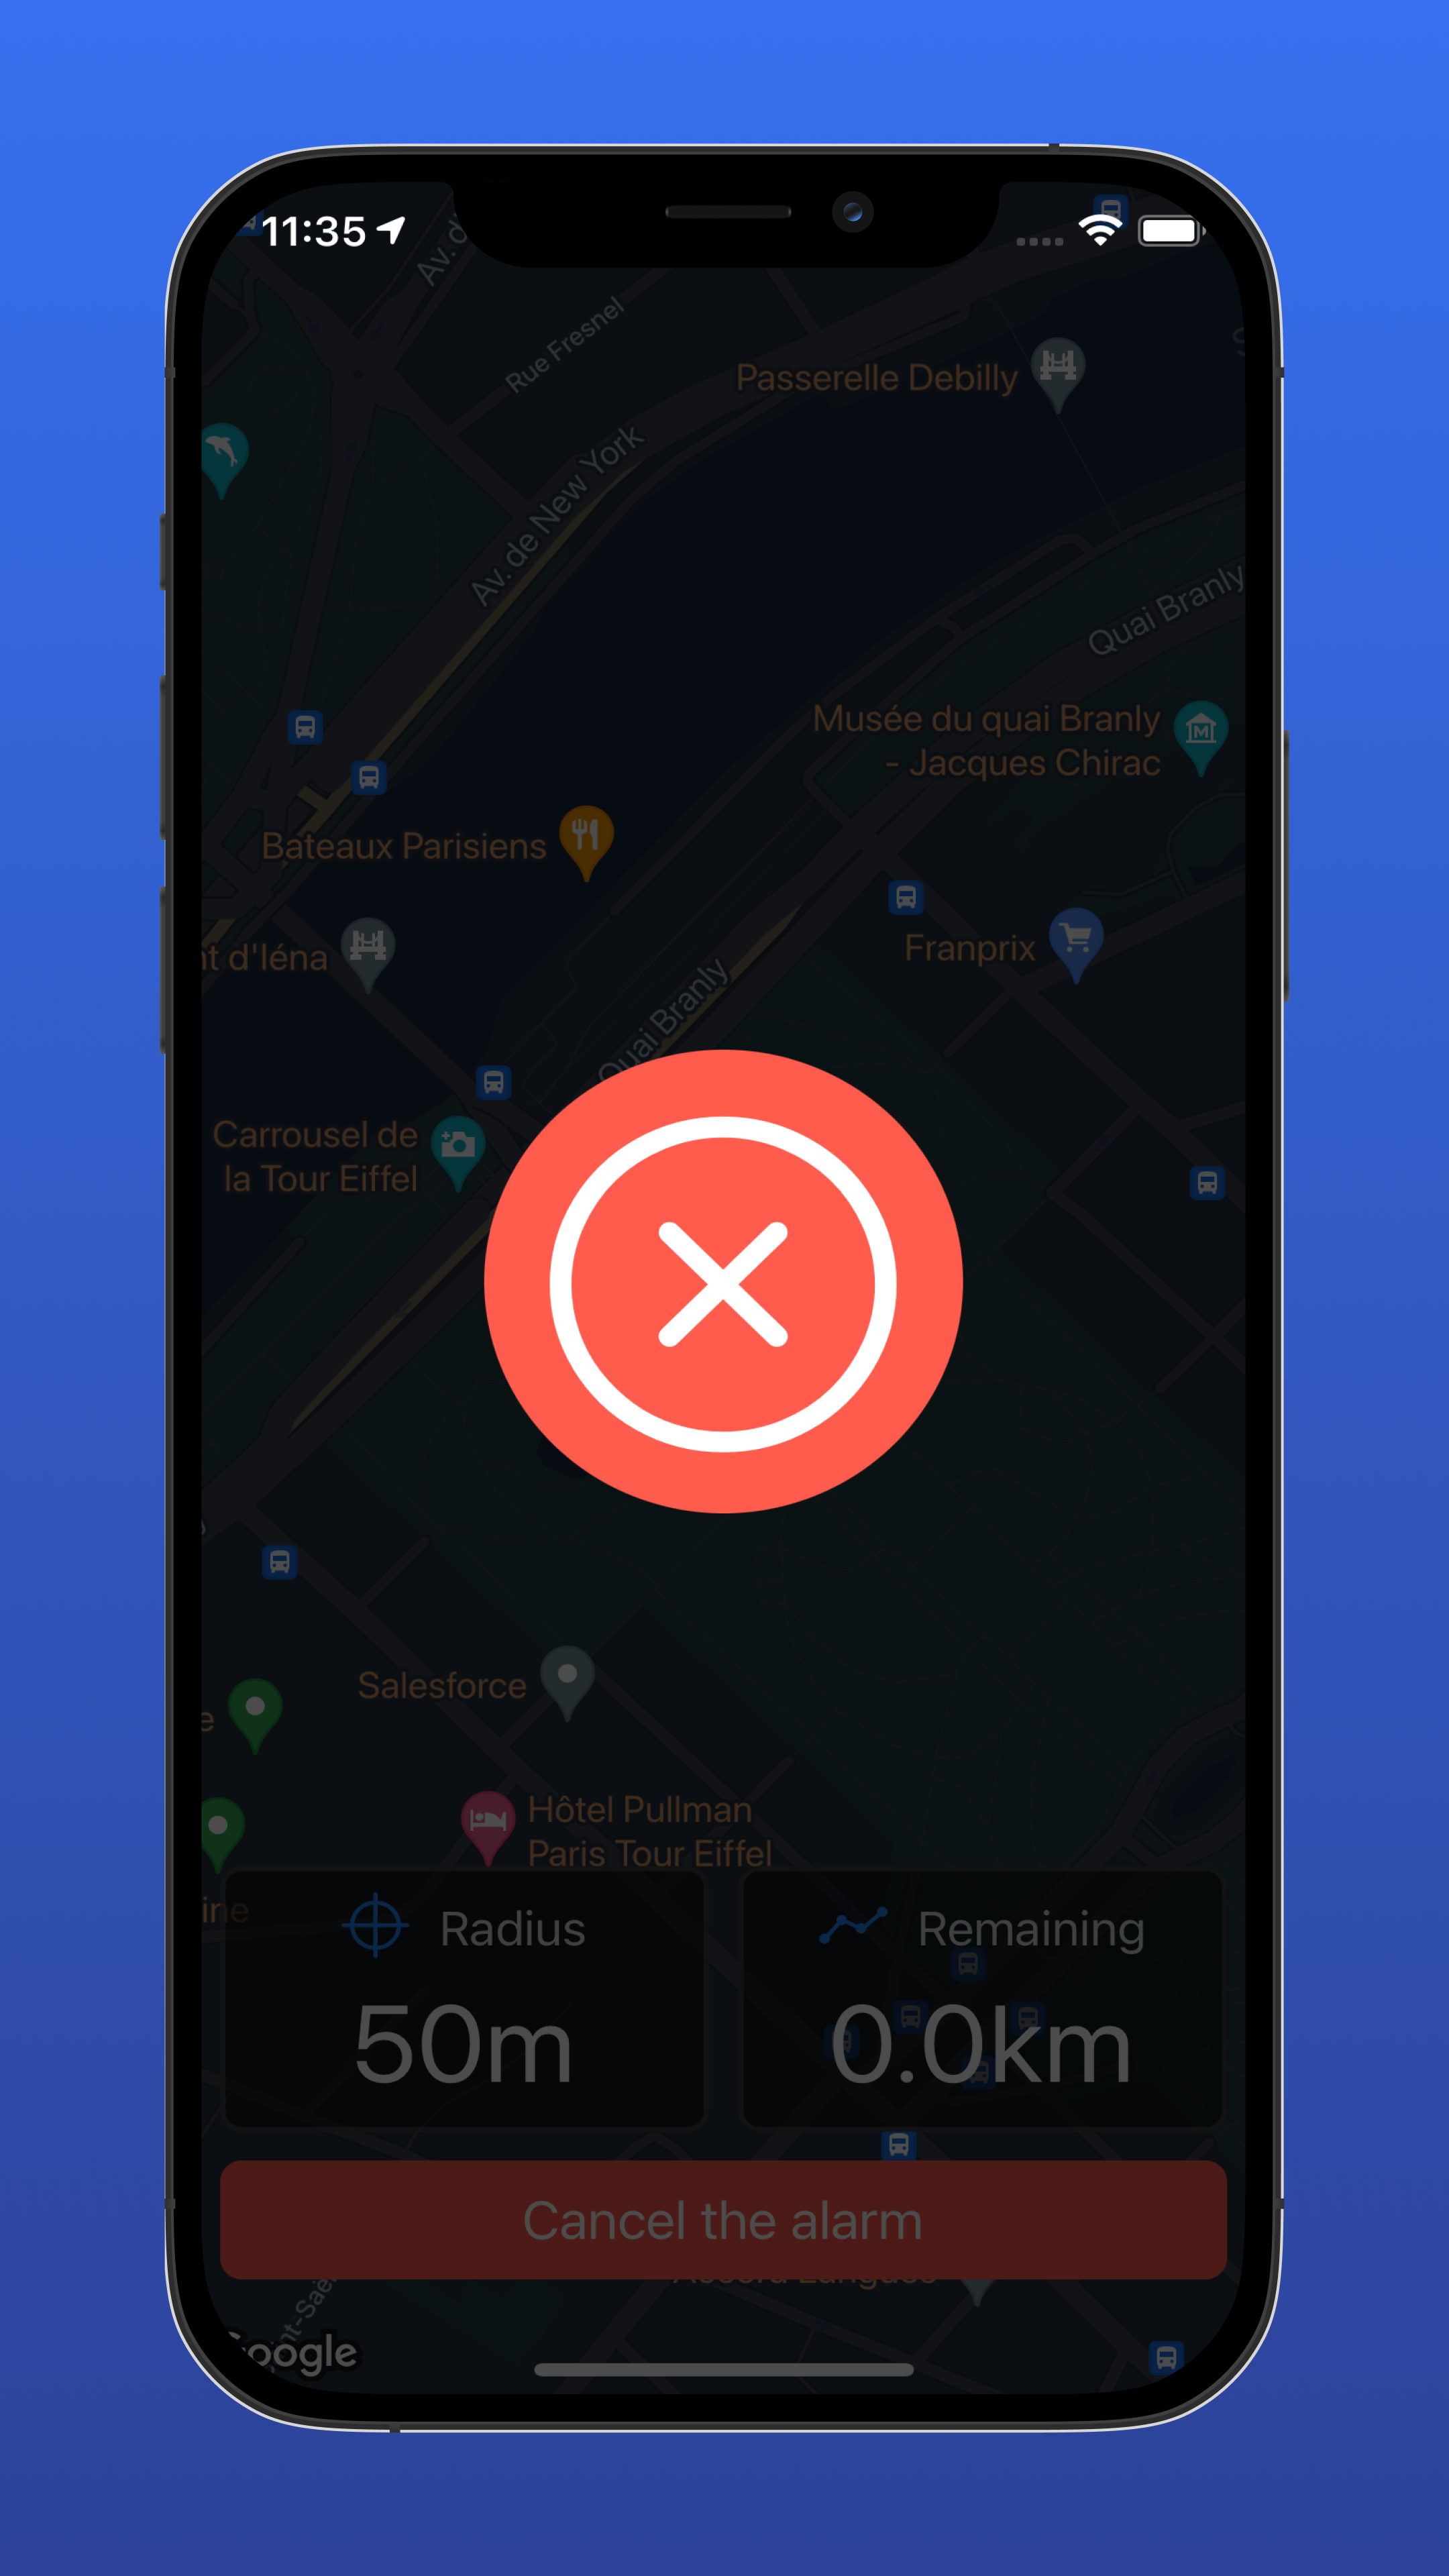 11:35
Av. d
Rue Fresnel
Passerelle Debilly
Av. de New York
Quai Branly
Musée du quai Branly
- Jacques Chirac
Bateaux Parisiens
nt d'Iéna
Franprix
Quai Branly
Carrousel de
la Tour Eiffel
Salesforce
e
Hôtel Pullman
Paris Tour Eiffel
ine
Radius
Remaining
50m
0.0km
Cancel the alarm
Google